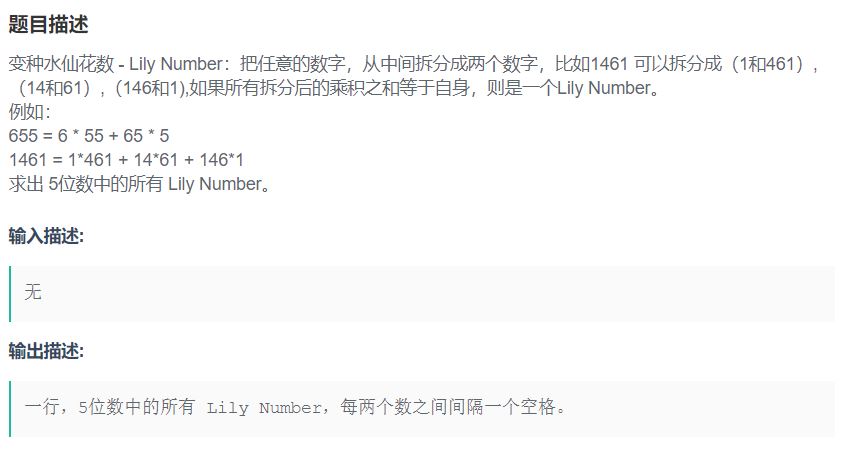 题目描述
变种水仙花数 - Lily Number：把任意的数字，从中间拆分成两个数字，比如1461 可以拆分成（1和461）,
（14和61）,（146和1),如果所有拆分后的乘积之和等于自身，则是一个Lily Number。
例如：
655 = 6 * 55 + 65 * 5
1461 = 1*461 + 14*61 + 146*1
求出 5位数中的所有 Lily Number。
输入描述:
无
输出描述:
一行，5位数中的所有 Lily Number，每两个数之间间隔一个空格。